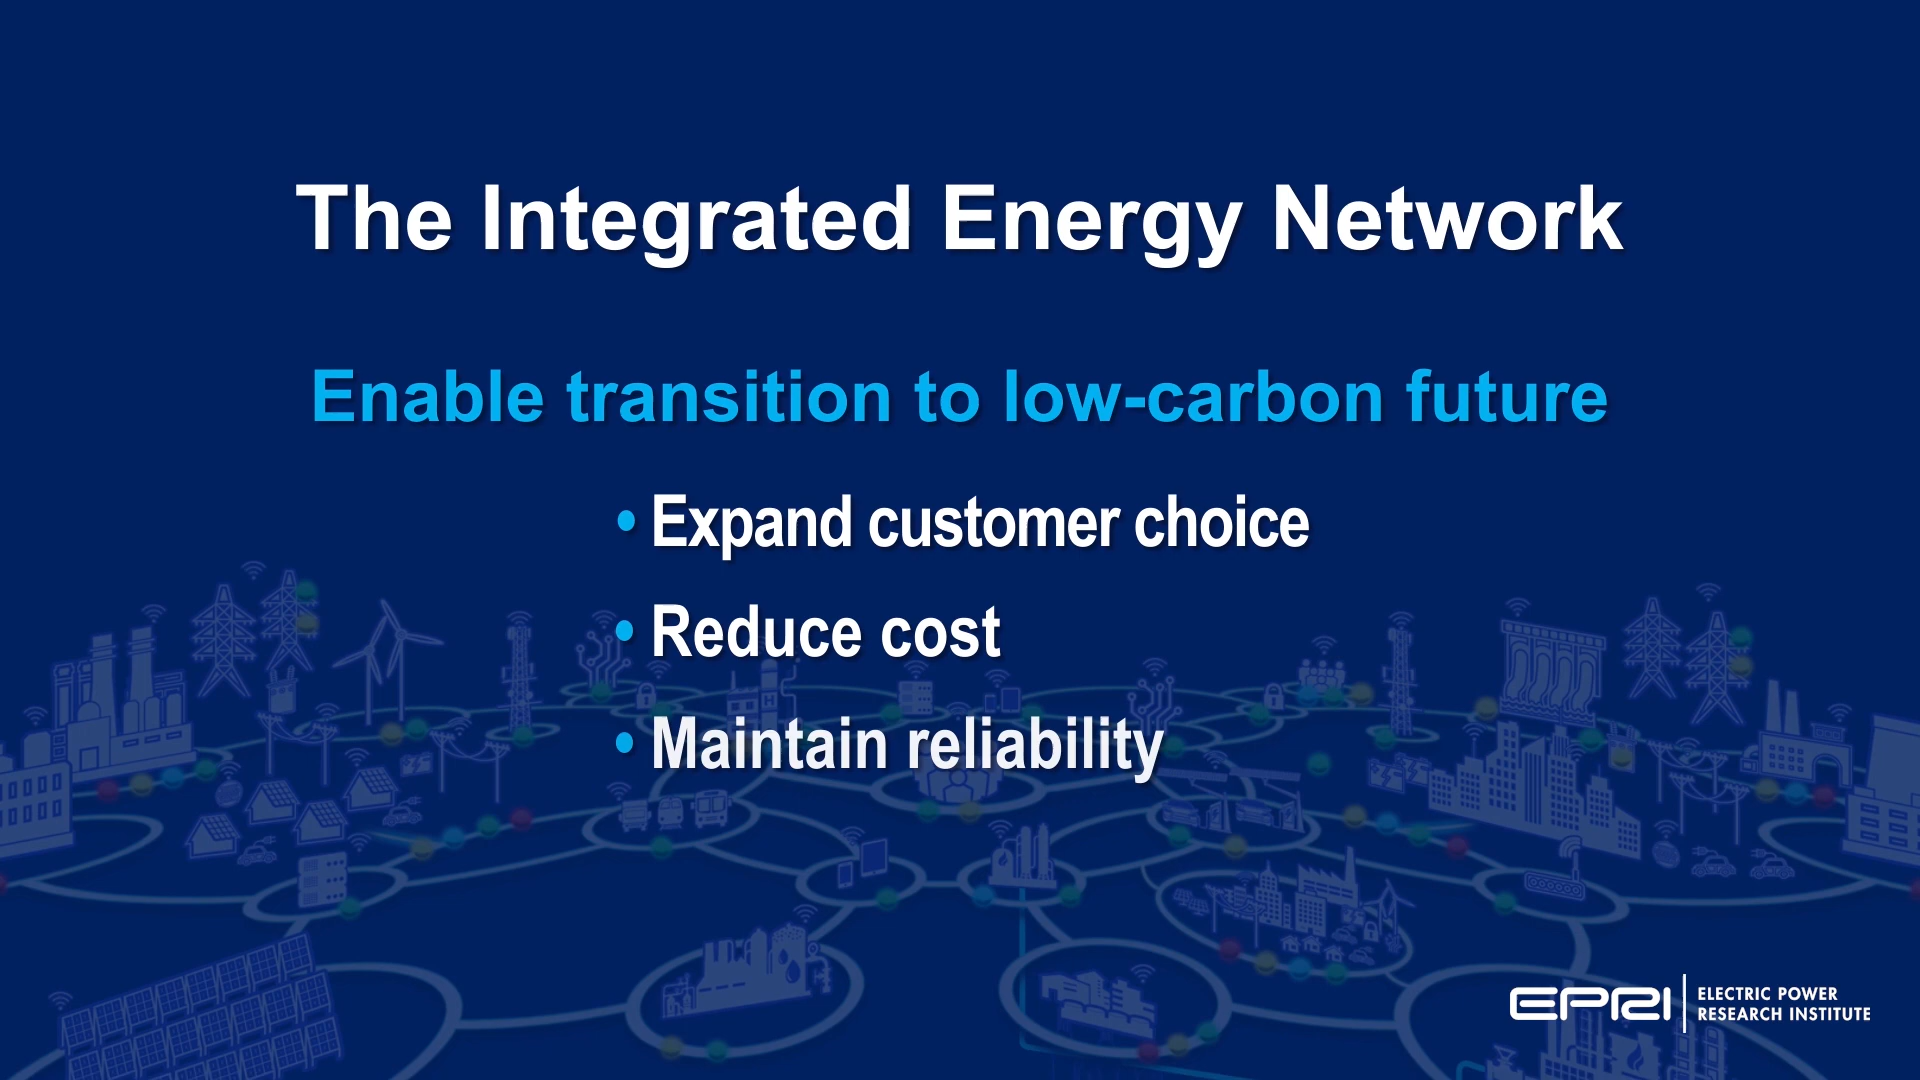 The Integrated Energy Network
Enable transition to low-carbon future
• Expand customer choice
• Reduce cost
• Maintain reliability
EPRI
ELECTRIC POWER
RESEARCH INSTITUTE